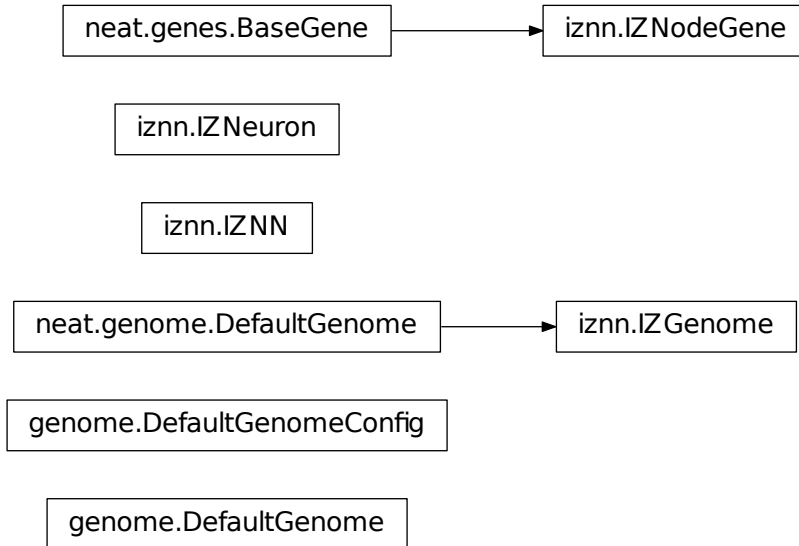 neat.genes.BaseGene
iznn.IZNodeGene
iznn.IZNeuron
iznn.IZNN
neat.genome.DefaultGenome
iznn.IZGenome
genome.DefaultGenomeConfig
genome.DefaultGenome